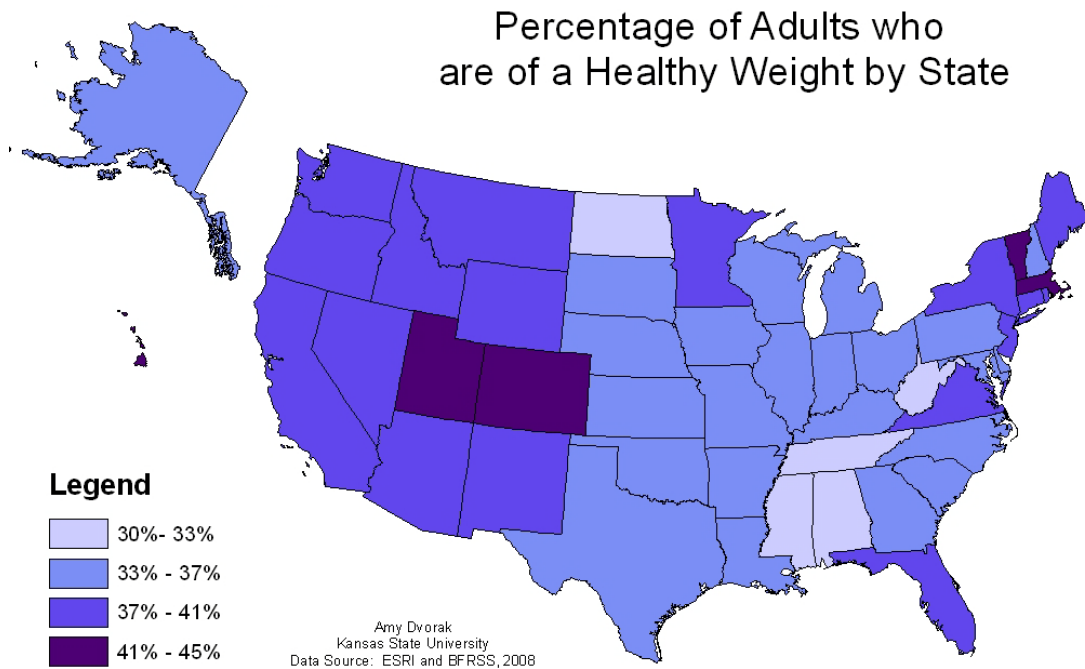 Percentage of Adults who
are of a Healthy Weight by State
Legend
30%- 33%
33% - 37%
37% - 41%
41% - 45%
Amy Dvorak
Kansas State University
Data Source: ESRI and BFRSS, 2008